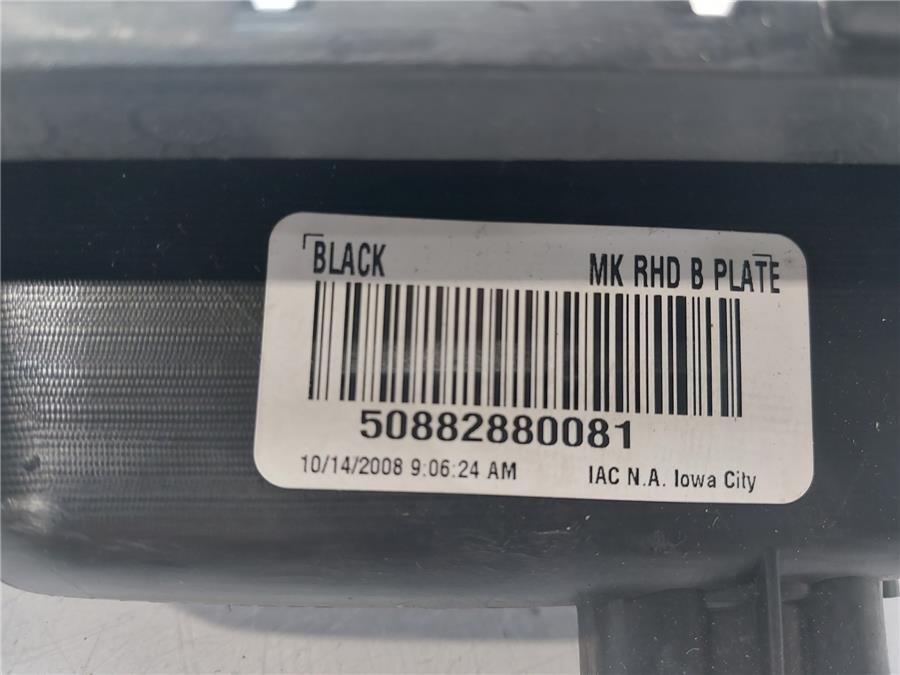 BLACK MK RHD B PLATE
50882880081
10/14/2008 9:06:24 AM IAC N.A. Iowa City